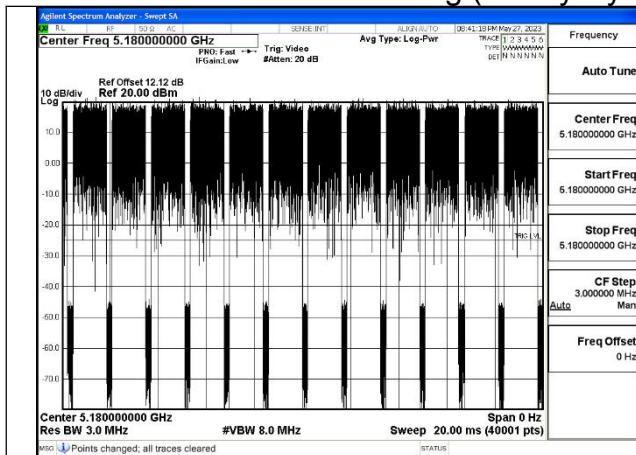 Agilent Spectrum Analyzer - Swept SA
RL RF 50 Ω AC SENSE:INT ALIGN AUTO 08:41:18 PM May 27, 2023
Center Freq 5.180000000 GHz
PNO: Fast
IFGain:Low
Trig: Video
#Atten: 20 dB
Avg Type: Log-Pwr
TRACE 1 2 3 4 5 6
TYPE WWWWWW
DET N N N N N N
Ref Offset 12.12 dB
10 dB/div Ref 20.00 dBm
Log
10.0
0.00
-10.0
-20.0
TRIG LVL
-30.0
-40.0
-50.0
-60.0
-70.0
Center 5.180000000 GHz Span 0 Hz
Res BW 3.0 MHz #VBW 8.0 MHz Sweep 20.00 ms (40001 pts)
MSG Points changed; all traces cleared STATUS
Frequency
Auto Tune
Center Freq
5.180000000 GHz
Start Freq
5.180000000 GHz
Stop Freq
5.180000000 GHz
CF Step
3.000000 MHz
Auto Man
Freq Offset
0 Hz